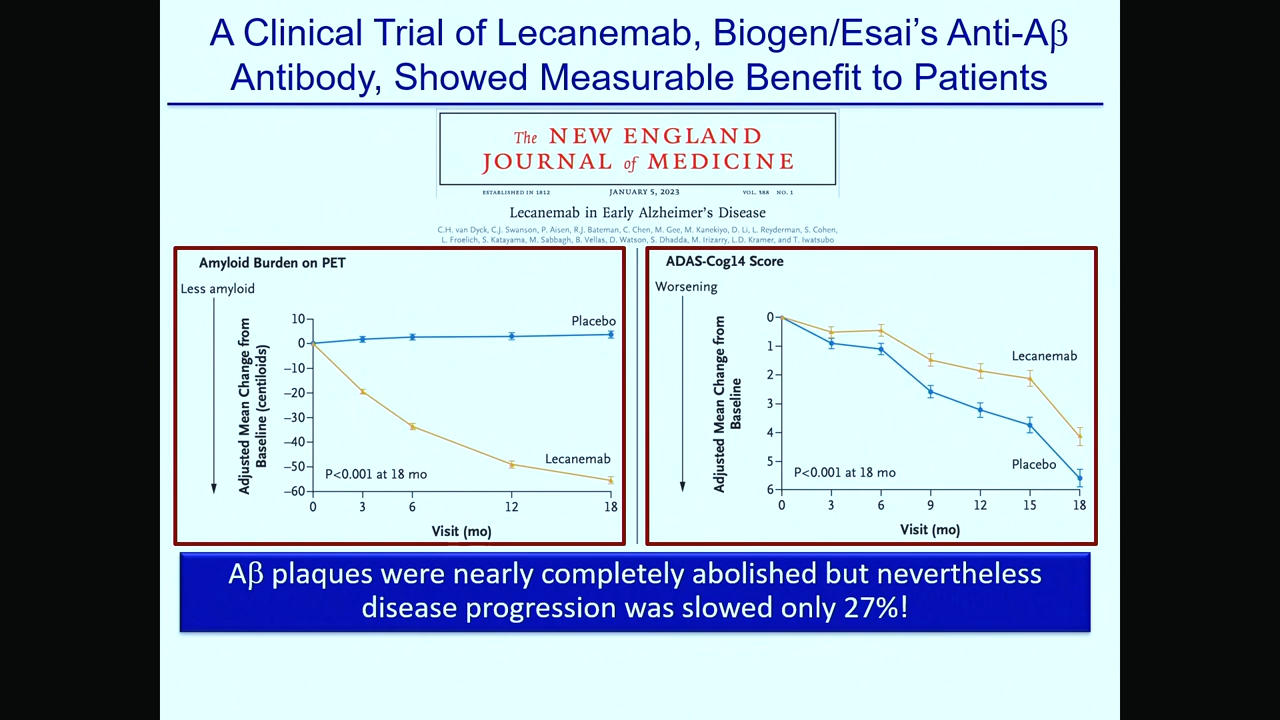 A Clinical Trial of Lecanemab, Biogen/Esai's Anti-Aβ
Antibody, Showed Measurable Benefit to Patients
The NEW ENGLAND
JOURNAL of MEDICINE
ESTABLISHED IN 1812 JANUARY 5, 2023 VOL. 388 NO. 1
Lecanemab in Early Alzheimer's Disease
C.H. van Dyck, C.J. Swanson, P. Aisen, R.J. Bateman, C. Chen, M. Gee, M. Kanekiyo, D. Li, L. Reyderman, S. Cohen,
L. Froelich, S. Katayama, M. Sabbagh, B. Vellas, D. Watson, S. Dhadda, M. Irizarry, L.D. Kramer, and T. Iwatsubo
Amyloid Burden on PET
Less amyloid
Adjusted Mean Change from
Baseline (centiloids)
10
0
−10
−20
−30
−40
−50
−60
Placebo
Lecanemab
P<0.001 at 18 mo
0 3 6 12 18
Visit (mo)
ADAS-Cog14 Score
Worsening
Adjusted Mean Change from
Baseline
0
1
2
3
4
5
6
Lecanemab
Placebo
P<0.001 at 18 mo
0 3 6 9 12 15 18
Visit (mo)
Aβ plaques were nearly completely abolished but nevertheless
disease progression was slowed only 27%!